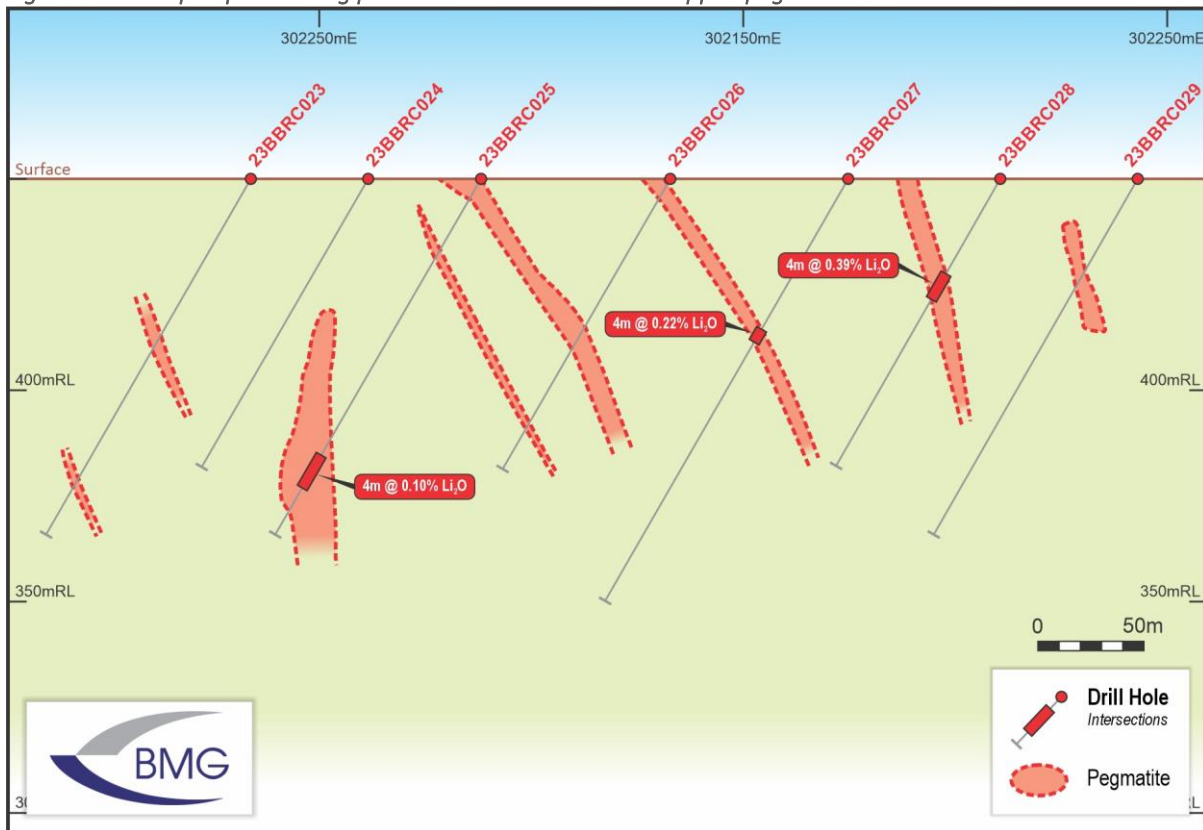 302250mE
302150mE
302250mE
23BBRC023
23BBRC024
23BBRC025
23BBRC026
23BBRC027
23BBRC028
23BBRC029
Surface
4m @ 0.39% Li₂O
4m @ 0.22% Li₂O
400mRL
400mRL
4m @ 0.10% Li₂O
350mRL
350mRL
0 50m
Drill Hole
Intersections
Pegmatite
BMG